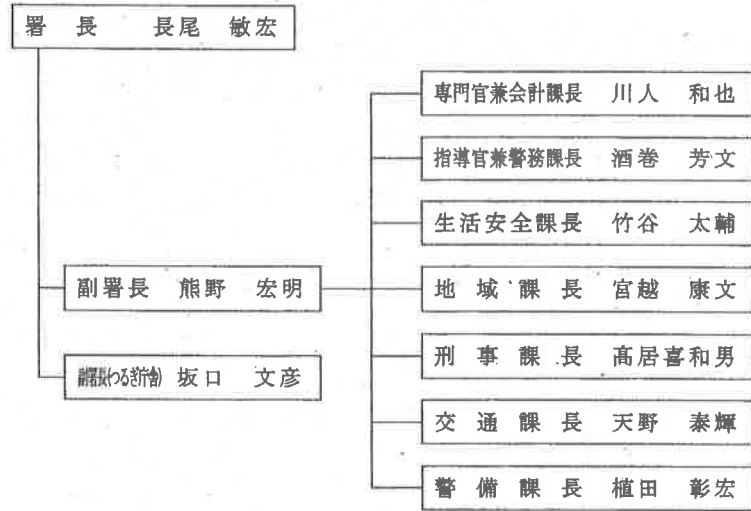 署長 長尾 敏宏
専門官兼会計課長 川人 和也
指導官兼警務課長 酒巻 芳文
生活安全課長 竹谷 太輔
副署長 熊野 宏明
地域課長 宮越 康文
刑事課長 髙居喜和男
副署長(つるぎ庁舎) 坂口 文彦
交通課長 天野 泰輝
警備課長 植田 彰宏